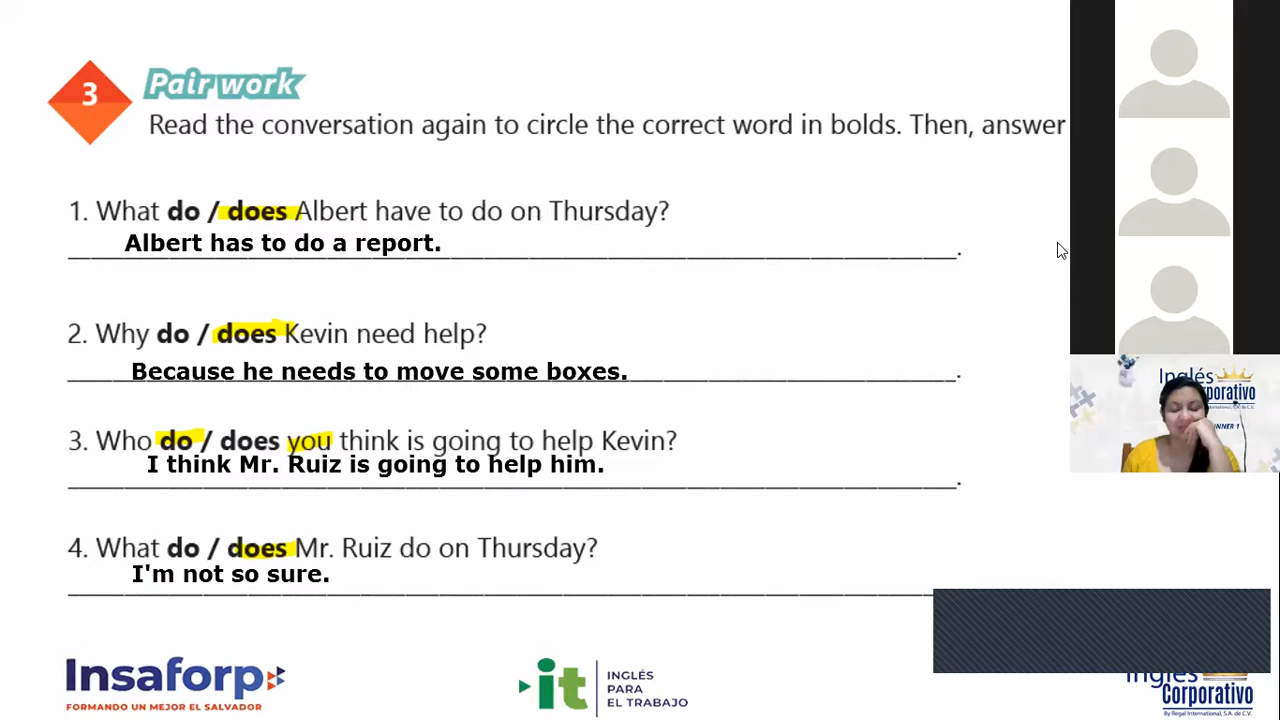 3
Pair work
Read the conversation again to circle the correct word in bolds. Then, answer
1. What do / does Albert have to do on Thursday?
Albert has to do a report.
2. Why do / does Kevin need help?
Because he needs to move some boxes.
3. Who do / does you think is going to help Kevin?
I think Mr. Ruiz is going to help him.
4. What do / does Mr. Ruiz do on Thursday?
I'm not so sure.
Insaforp
FORMANDO UN MEJOR EL SALVADOR
it
INGLÉS
PARA
EL TRABAJO
Inglés
Corporativo
By Regal International, S.A. de C.V.
Inglés